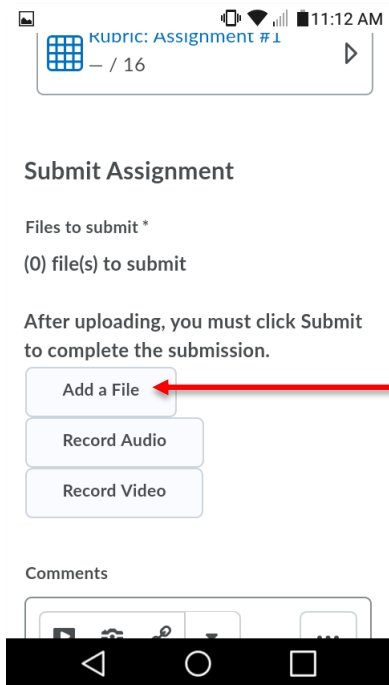 11:12 AM
Rubric: Assignment #1
– / 16
Submit Assignment
Files to submit *
(0) file(s) to submit
After uploading, you must click Submit
to complete the submission.
Add a File
Record Audio
Record Video
Comments